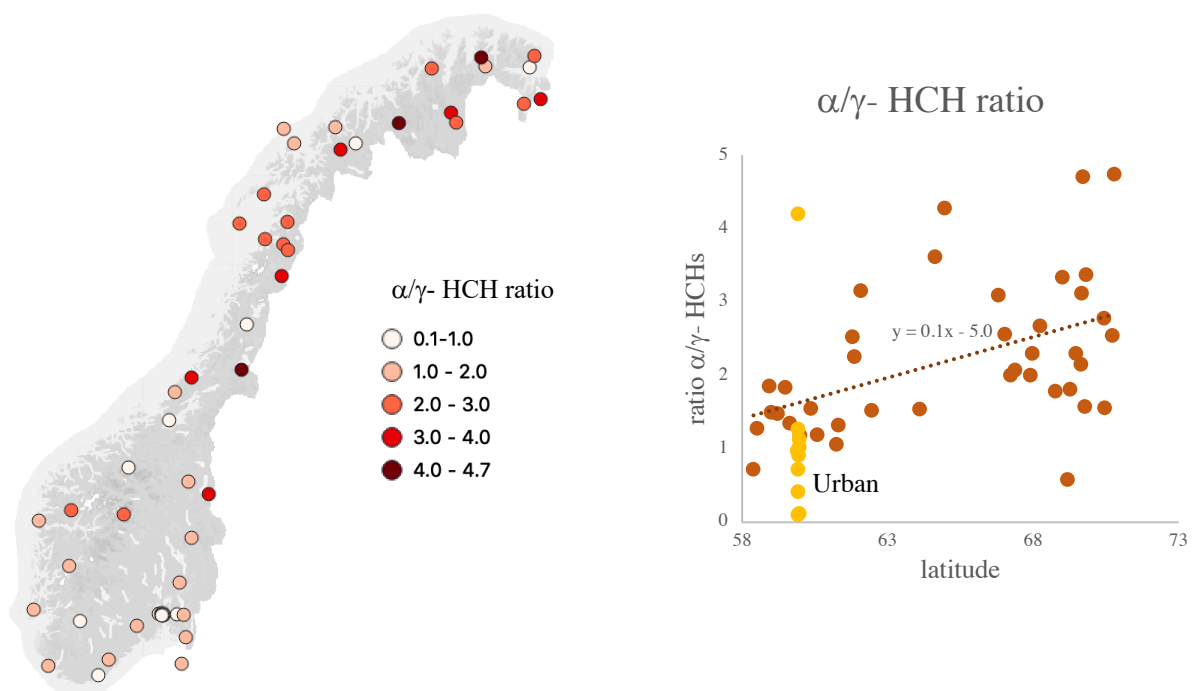 α/γ- HCH ratio
0.1-1.0
1.0 - 2.0
2.0 - 3.0
3.0 - 4.0
4.0 - 4.7
α/γ- HCH ratio
ratio α/γ- HCHs
5
4
3
2
1
0
y = 0.1x - 5.0
Urban
58
63
68
73
latitude